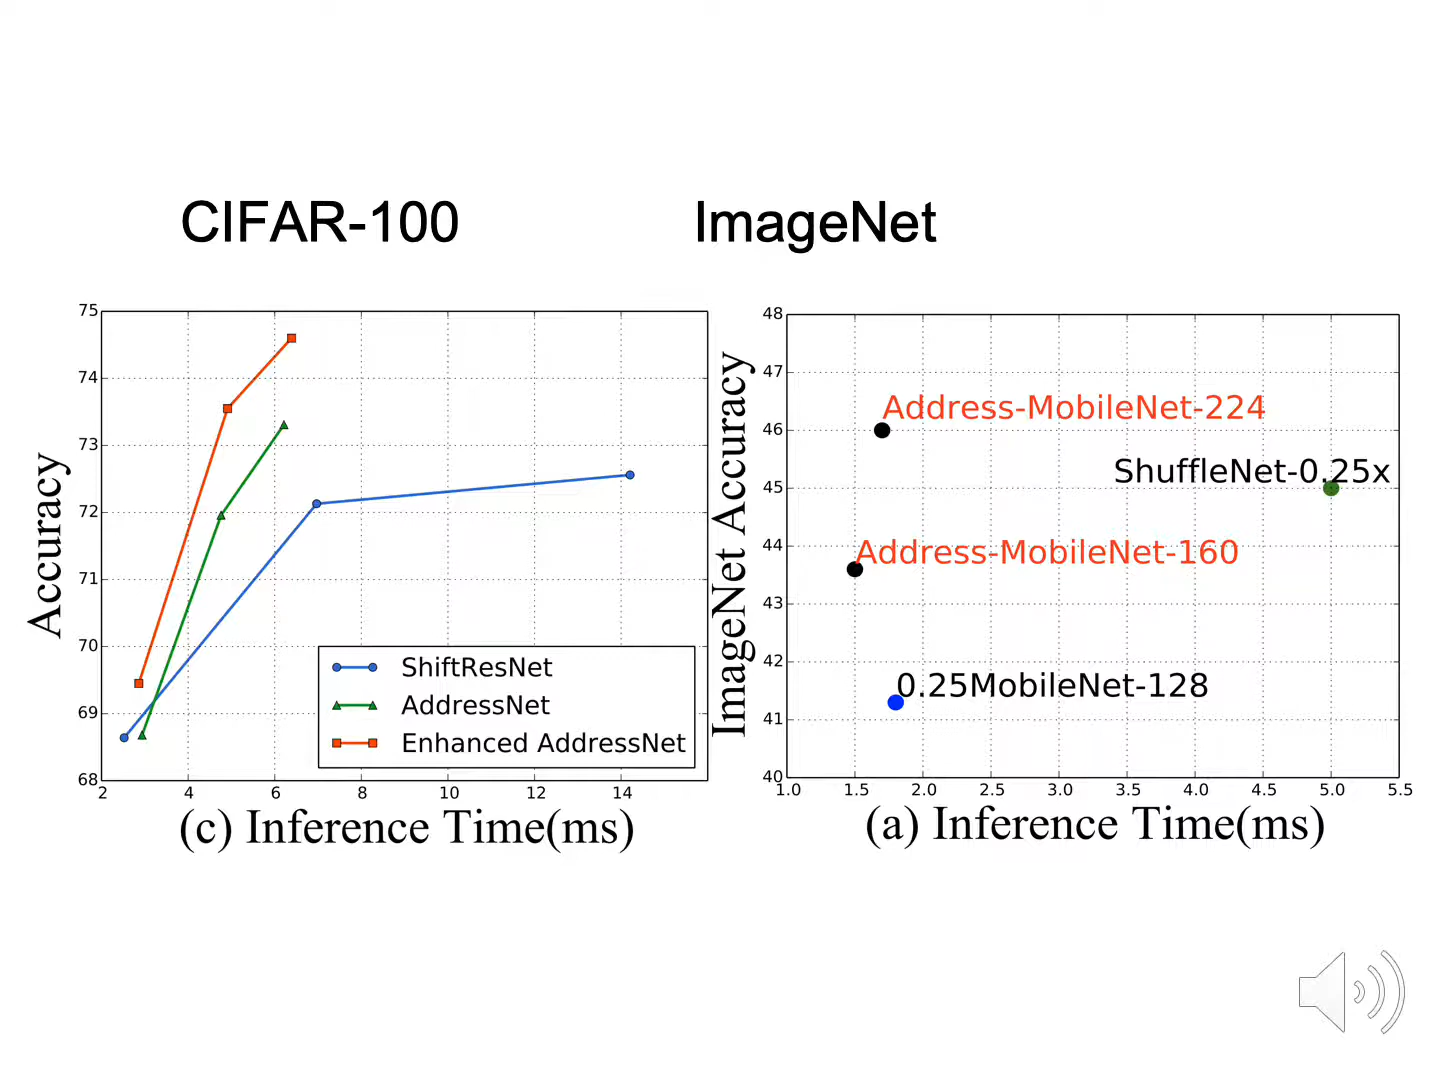 CIFAR-100
ImageNet
75
74
73
72
71
70
69
68
2
4
6
8
10
12
14
Accuracy
ShiftResNet
AddressNet
Enhanced AddressNet
(c) Inference Time(ms)
48
47
46
45
44
43
42
41
40
1.0
1.5
2.0
2.5
3.0
3.5
4.0
4.5
5.0
5.5
ImageNet Accuracy
Address-MobileNet-224
ShuffleNet-0.25x
Address-MobileNet-160
0.25MobileNet-128
(a) Inference Time(ms)